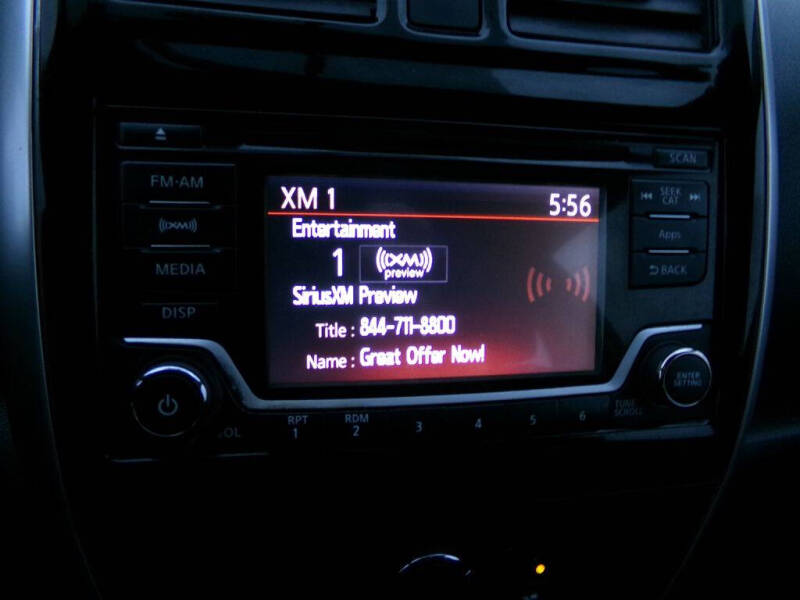 SCAN
FM·AM
XM
MEDIA
DISP
XM 1 5:56
Entertainment
1 XM preview
SiriusXM Preview
Title : 844-711-8800
Name : Great Offer Now!
SEEK
CAT
Apps
BACK
ENTER
SETTING
TUNE
SCROLL
VOL
RPT RDM
1 2 3 4 5 6